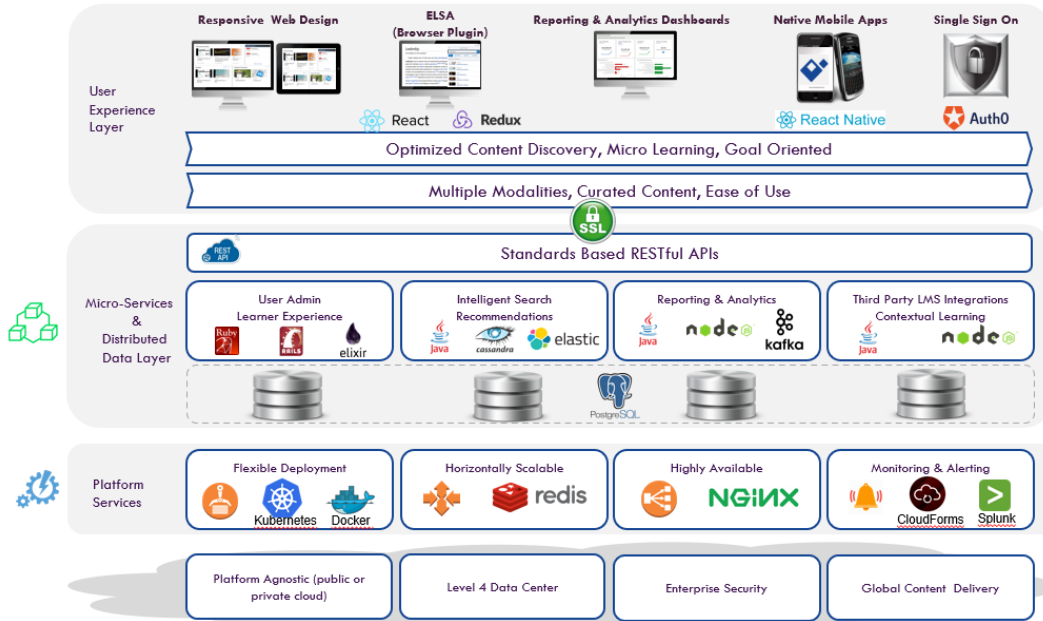 Responsive Web Design
ELSA
(Browser Plugin)
Reporting & Analytics Dashboards
Native Mobile Apps
Single Sign On
User
Experience
Layer
React
Redux
React Native
Auth0
Optimized Content Discovery, Micro Learning, Goal Oriented
Multiple Modalities, Curated Content, Ease of Use
SSL
REST
API
Standards Based RESTful APIs
Micro-Services
&
Distributed
Data Layer
User Admin
Learner Experience
Ruby
RAILS
elixir
Intelligent Search
Recommendations
Java
cassandra
elastic
Reporting & Analytics
Java
node
JS
kafka
Third Party LMS Integrations
Contextual Learning
Java
node
JS
PostgreSQL
Platform
Services
Flexible Deployment
Kubernetes
Docker
Horizontally Scalable
redis
Highly Available
NGINX
Monitoring & Alerting
CloudForms
Splunk
Platform Agnostic (public or
private cloud)
Level 4 Data Center
Enterprise Security
Global Content Delivery